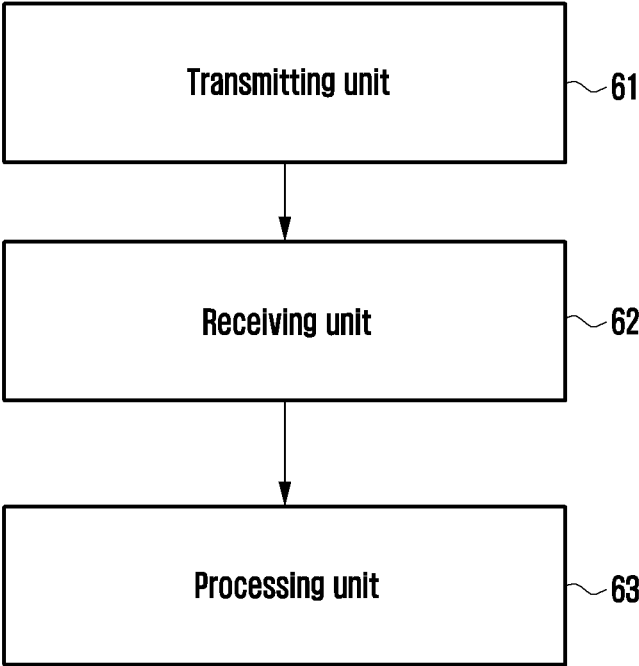 Transmitting unit
61
Receiving unit
62
Processing unit
63